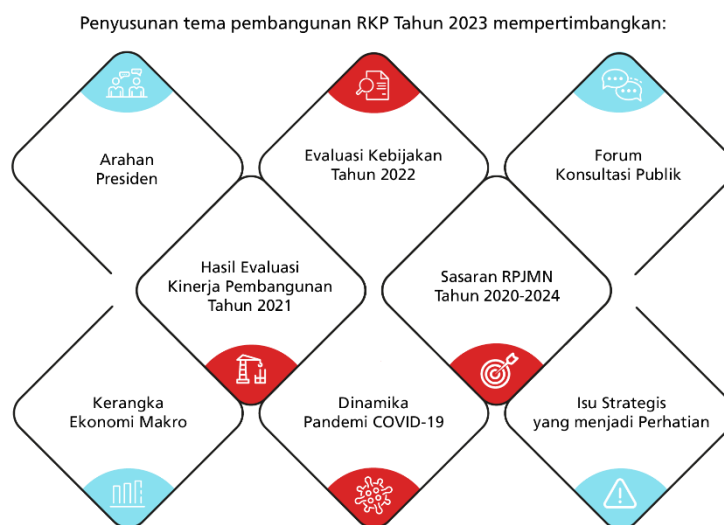 Penyusunan tema pembangunan RKP Tahun 2023 mempertimbangkan:
Arahan
Presiden
Evaluasi Kebijakan
Tahun 2022
Forum
Konsultasi Publik
Hasil Evaluasi
Kinerja Pembangunan
Tahun 2021
Sasaran RPJMN
Tahun 2020-2024
Kerangka
Ekonomi Makro
Dinamika
Pandemi COVID-19
Isu Strategis
yang menjadi Perhatian